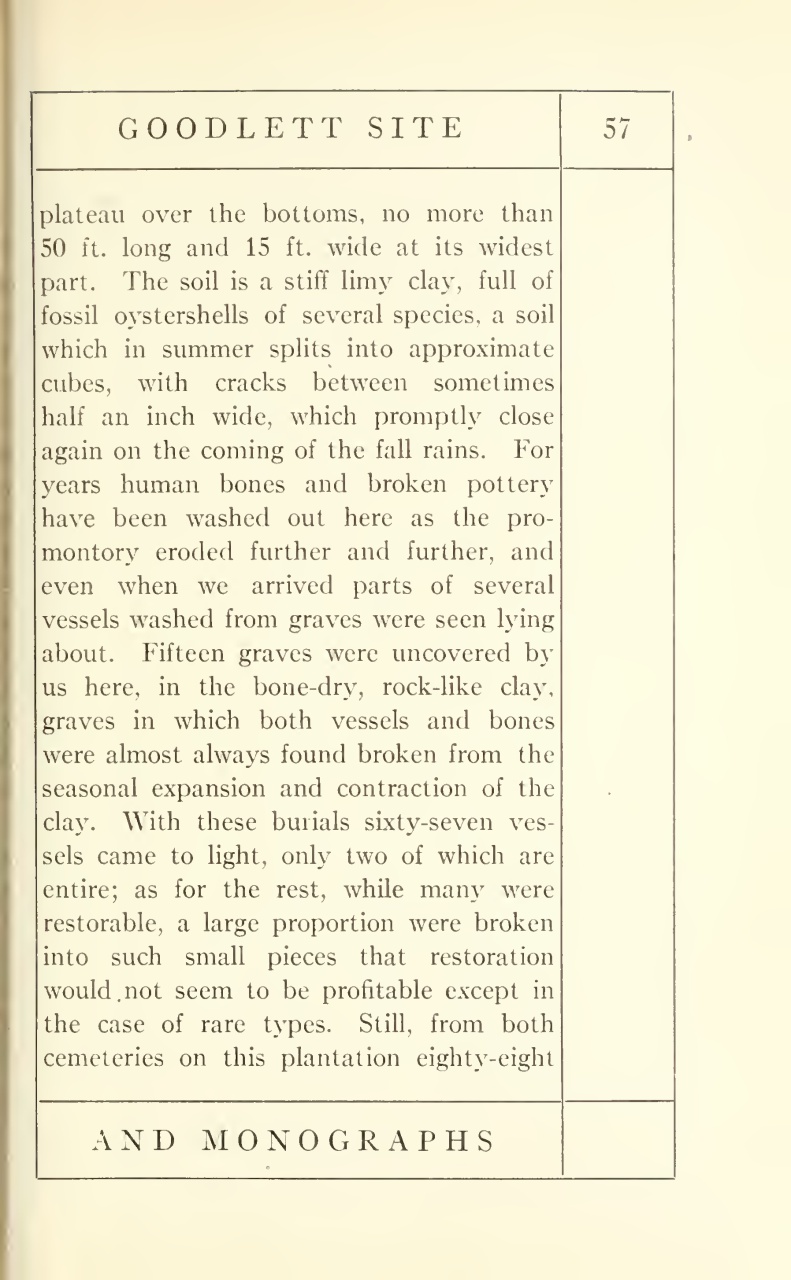 GOODLETT SITE
57
plateau over the bottoms, no more than
50 ft. long and 15 ft. wide at its widest
part. The soil is a stiff limy clay, full of
fossil oystershells of several species, a soil
which in summer splits into approximate
cubes, with cracks between sometimes
half an inch wide, which promptly close
again on the coming of the fall rains. For
years human bones and broken pottery
have been washed out here as the pro-
montory eroded further and further, and
even when we arrived parts of several
vessels washed from graves were seen lying
about. Fifteen graves were uncovered by
us here, in the bone-dry, rock-like clay,
graves in which both vessels and bones
were almost always found broken from the
seasonal expansion and contraction of the
clay. With these burials sixty-seven ves-
sels came to light, only two of which are
entire; as for the rest, while many were
restorable, a large proportion were broken
into such small pieces that restoration
would not seem to be profitable except in
the case of rare types. Still, from both
cemeteries on this plantation eighty-eight
AND MONOGRAPHS